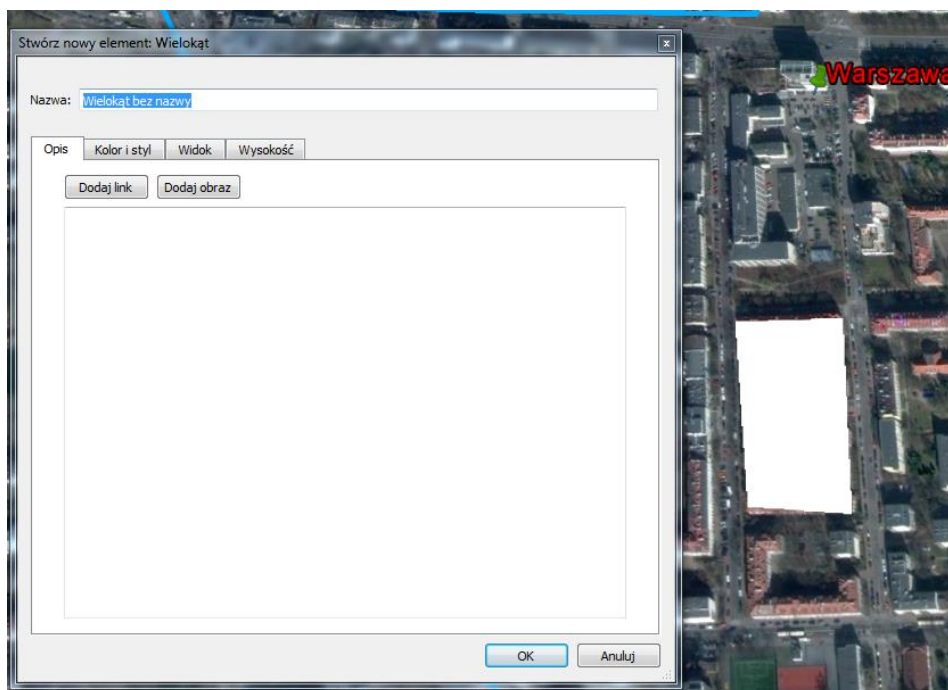 Stwórz nowy element: Wielokąt
Nazwa: Wielokąt bez nazwy
Opis Kolor i styl Widok Wysokość
Dodaj link Dodaj obraz
OK Anuluj
Warszawa